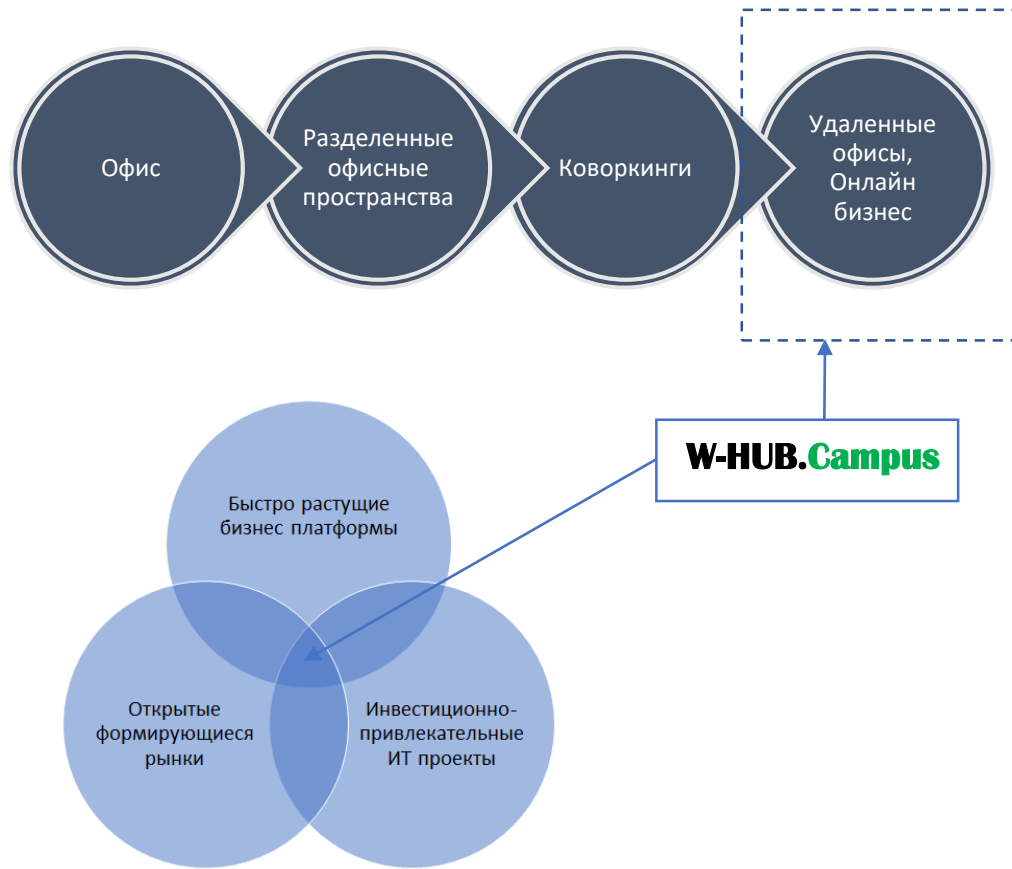 Офис
Разделенные
офисные
пространства
Коворкинги
Удаленные
офисы,
Онлайн
бизнес
W-HUB.Campus
Быстро растущие
бизнес платформы
Открытые
формирующиеся
рынки
Инвестиционно-
привлекательные
ИТ проекты